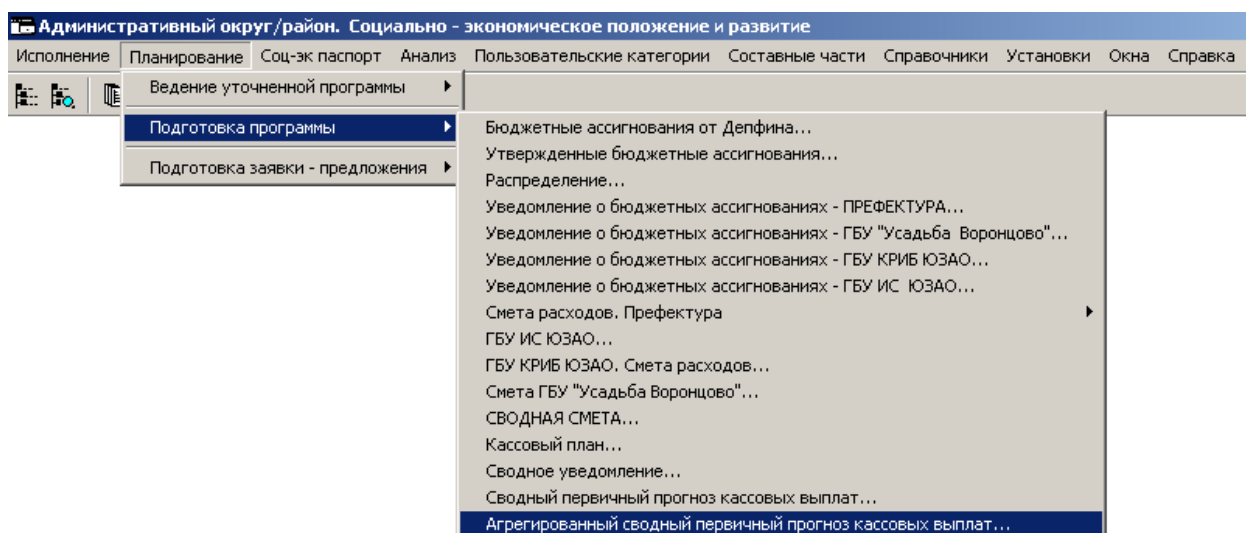 Административный округ/район. Социально - экономическое положение и развитие
Исполнение Планирование Соц-эк паспорт Анализ Пользовательские категории Составные части Справочники Установки Окна Справка
Ведение уточненной программы
Подготовка программы
Подготовка заявки - предложения
Бюджетные ассигнования от Депфина...
Утвержденные бюджетные ассигнования...
Распределение...
Уведомление о бюджетных ассигнованиях - ПРЕФЕКТУРА...
Уведомление о бюджетных ассигнованиях - ГБУ "Усадьба Воронцово"...
Уведомление о бюджетных ассигнованиях - ГБУ КРИБ ЮЗАО...
Уведомление о бюджетных ассигнованиях - ГБУ ИС ЮЗАО...
Смета расходов. Префектура
ГБУ ИС ЮЗАО...
ГБУ КРИБ ЮЗАО. Смета расходов...
Смета ГБУ "Усадьба Воронцово"...
СВОДНАЯ СМЕТА...
Кассовый план...
Сводное уведомление...
Сводный первичный прогноз кассовых выплат...
Агрегированный сводный первичный прогноз кассовых выплат...